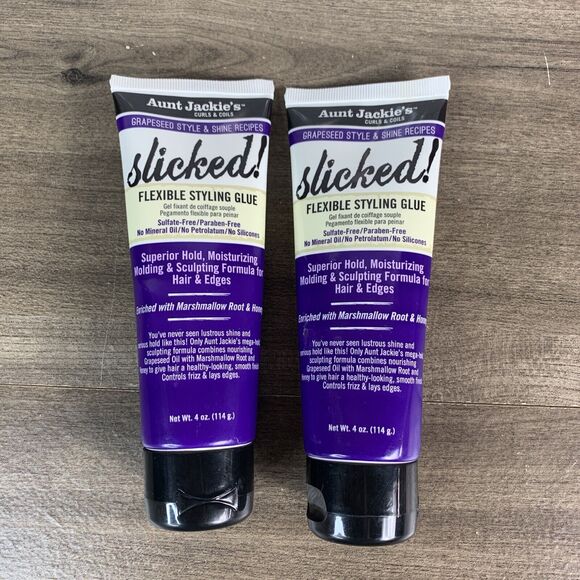 Aunt Jackie's™
CURLS & COILS
GRAPESEED STYLE & SHINE RECIPES
slicked!
FLEXIBLE STYLING GLUE
Gel fixant de coiffage souple
Pegamento flexible para peinar
Sulfate-Free/Paraben-Free
No Mineral Oil/No Petrolatum/No Silicones
Superior Hold, Moisturizing
Molding & Sculpting Formula for
Hair & Edges
Enriched with Marshmallow Root & Honey
You've never seen lustrous shine and
serious hold like this! Only Aunt Jackie's mega-hold
sculpting formula combines nourishing
Grapeseed Oil with Marshmallow Root and
Honey to give hair a healthy-looking, smooth finish
Controls frizz & lays edges.
Net Wt. 4 oz. (114 g.)
Aunt Jackie's™
CURLS & COILS
GRAPESEED STYLE & SHINE RECIPES
slicked!
FLEXIBLE STYLING GLUE
Gel fixant de coiffage souple
Pegamento flexible para peinar
Sulfate-Free/Paraben-Free
No Mineral Oil/No Petrolatum/No Silicones
Superior Hold, Moisturizing
Molding & Sculpting Formula for
Hair & Edges
Enriched with Marshmallow Root & Honey
You've never seen lustrous shine and
serious hold like this! Only Aunt Jackie's mega-hold
sculpting formula combines nourishing
Grapeseed Oil with Marshmallow Root and
Honey to give hair a healthy-looking, smooth finish
Controls frizz & lays edges.
Net Wt. 4 oz. (114 g.)